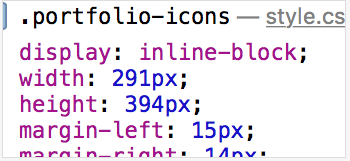 .portfolio-icons — style.cs
display: inline-block;
width: 291px;
height: 394px;
margin-left: 15px;
margin-right: 14px;